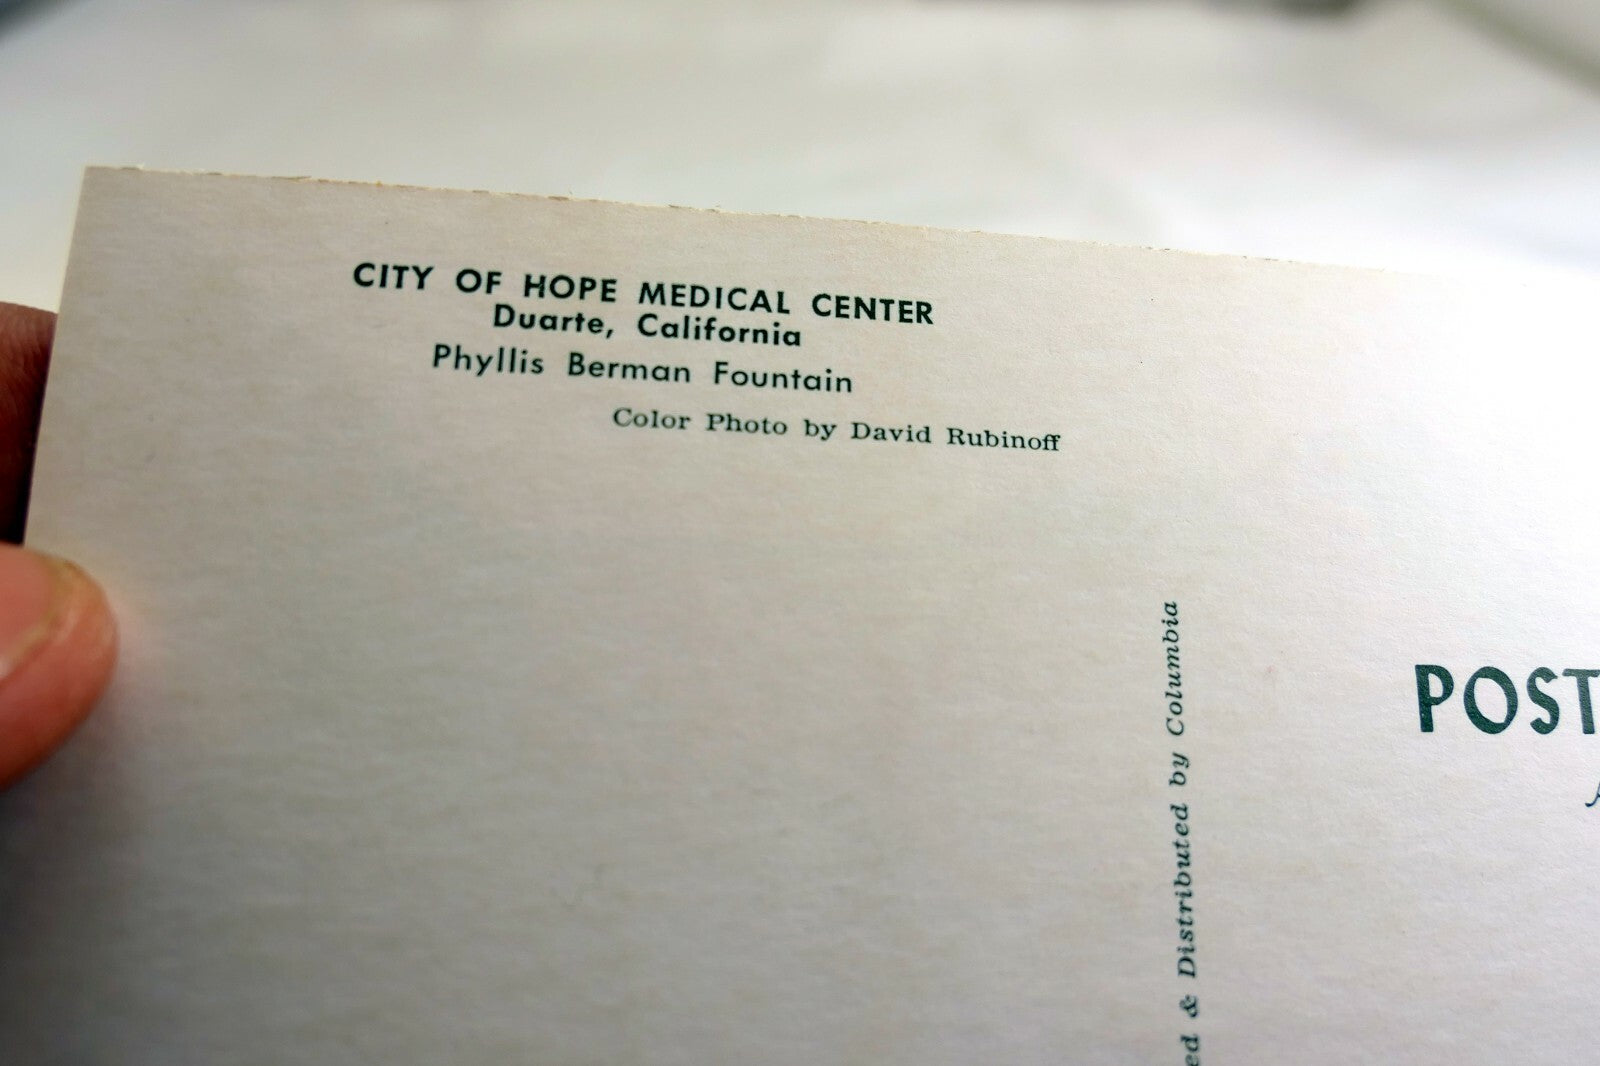 CITY OF HOPE MEDICAL CENTER
Duarte, California
Phyllis Berman Fountain
Color Photo by David Rubinoff
ed & Distributed by Columbia
POST